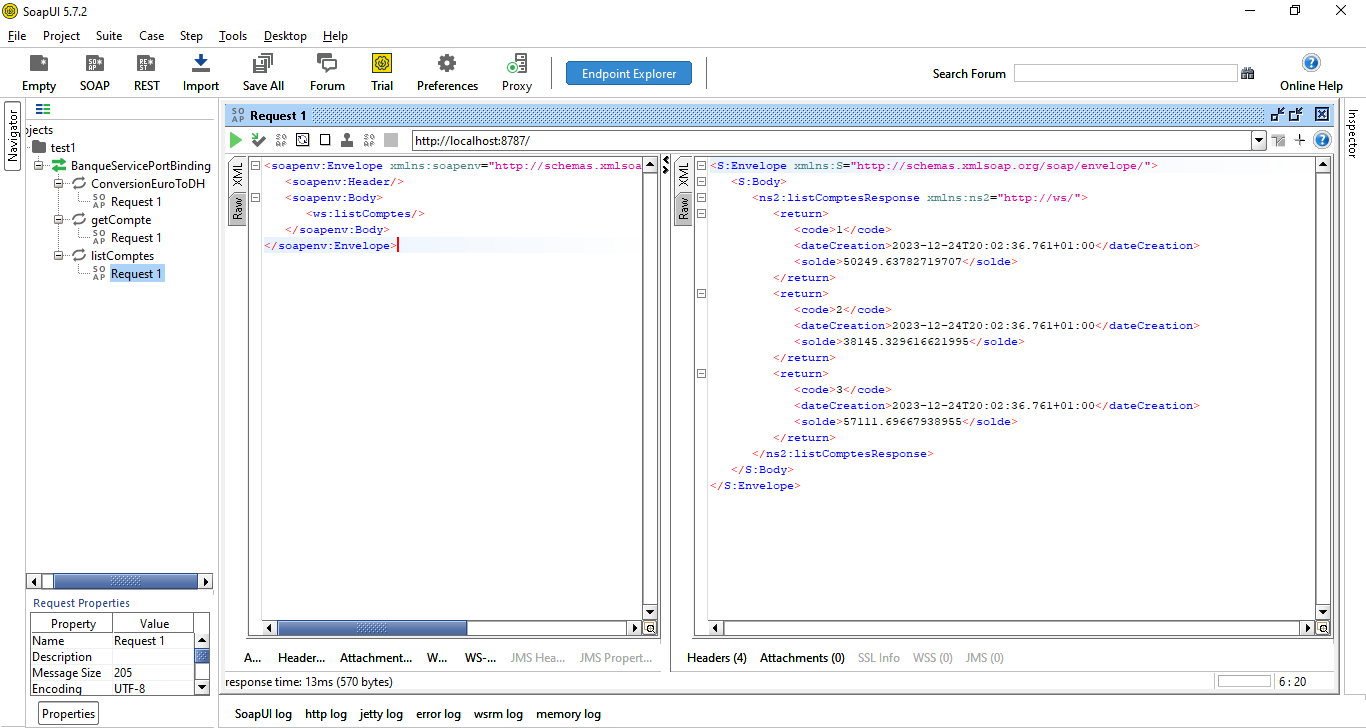 SoapUI 5.7.2
File Project Suite Case Step Tools Desktop Help
Empty SOAP REST Import Save All Forum Trial Preferences Proxy
Endpoint Explorer
Search Forum
Online Help
Navigator
Inspector
jects
test1
BanqueServicePortBinding
ConversionEuroToDH
Request 1
getCompte
Request 1
listComptes
Request 1
Request Properties
Property Value
Name Request 1
Description
Message Size 205
Encoding UTF-8
Properties
Request 1
http://localhost:8787/
XML
Raw
<soapenv:Envelope xmlns:soapenv="http://schemas.xmlsoa
<soapenv:Header/>
<soapenv:Body>
<ws:listComptes/>
</soapenv:Body>
</soapenv:Envelope>
XML
Raw
<S:Envelope xmlns:S="http://schemas.xmlsoap.org/soap/envelope/">
<S:Body>
<ns2:listComptesResponse xmlns:ns2="http://ws/">
<return>
<code>1</code>
<dateCreation>2023-12-24T20:02:36.761+01:00</dateCreation>
<solde>50249.63782719707</solde>
</return>
<return>
<code>2</code>
<dateCreation>2023-12-24T20:02:36.761+01:00</dateCreation>
<solde>38145.329616621995</solde>
</return>
<return>
<code>3</code>
<dateCreation>2023-12-24T20:02:36.761+01:00</dateCreation>
<solde>57111.69667938955</solde>
</return>
</ns2:listComptesResponse>
</S:Body>
</S:Envelope>
A... Header... Attachment... W... WS-... JMS Hea... JMS Propert...
Headers (4) Attachments (0) SSL Info WSS (0) JMS (0)
response time: 13ms (570 bytes)
6 : 20
SoapUI log http log jetty log error log wsrm log memory log